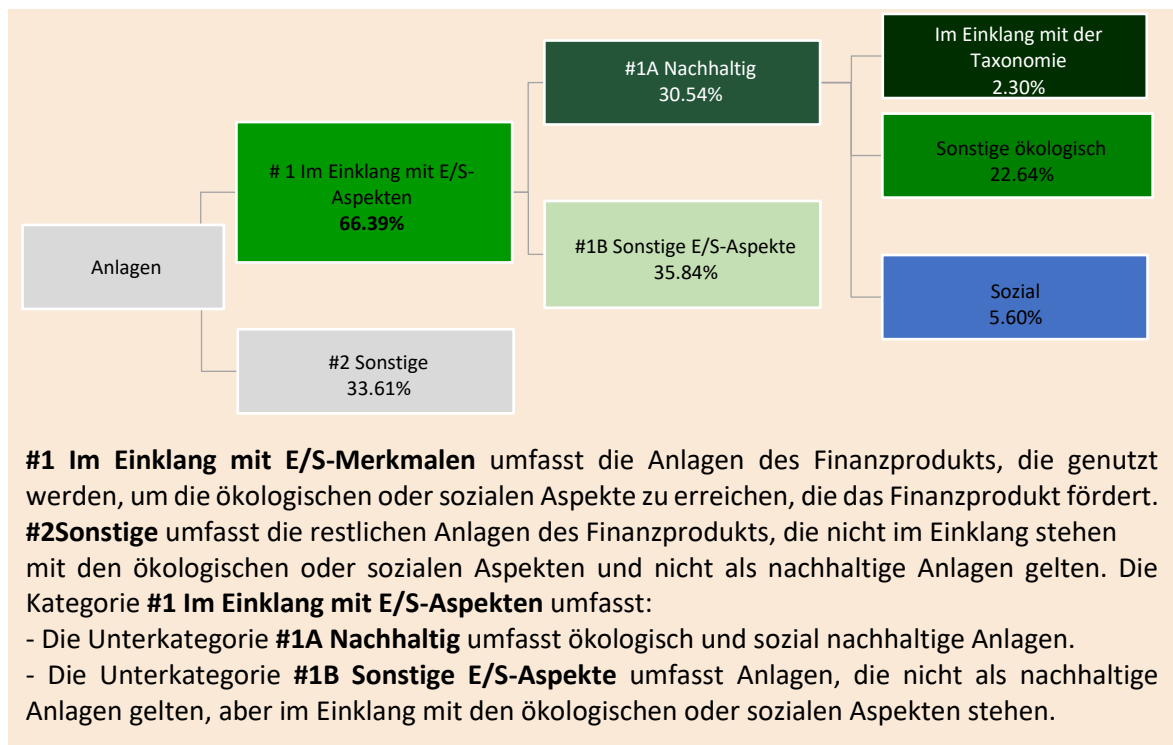 Im Einklang mit der
Taxonomie
2.30%
#1A Nachhaltig
30.54%
Sonstige ökologisch
22.64%
# 1 Im Einklang mit E/S-
Aspekten
66.39%
#1B Sonstige E/S-Aspekte
35.84%
Anlagen
Sozial
5.60%
#2 Sonstige
33.61%
#1 Im Einklang mit E/S-Merkmalen umfasst die Anlagen des Finanzprodukts, die genutzt
werden, um die ökologischen oder sozialen Aspekte zu erreichen, die das Finanzprodukt fördert.
#2Sonstige umfasst die restlichen Anlagen des Finanzprodukts, die nicht im Einklang stehen
mit den ökologischen oder sozialen Aspekten und nicht als nachhaltige Anlagen gelten. Die
Kategorie #1 Im Einklang mit E/S-Aspekten umfasst:
- Die Unterkategorie #1A Nachhaltig umfasst ökologisch und sozial nachhaltige Anlagen.
- Die Unterkategorie #1B Sonstige E/S-Aspekte umfasst Anlagen, die nicht als nachhaltige
Anlagen gelten, aber im Einklang mit den ökologischen oder sozialen Aspekten stehen.